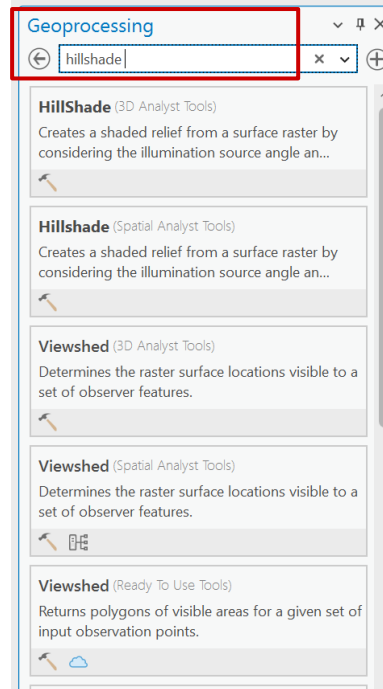 Geoprocessing
hillshade
HillShade (3D Analyst Tools)
Creates a shaded relief from a surface raster by
considering the illumination source angle an...
Hillshade (Spatial Analyst Tools)
Creates a shaded relief from a surface raster by
considering the illumination source angle an...
Viewshed (3D Analyst Tools)
Determines the raster surface locations visible to a
set of observer features.
Viewshed (Spatial Analyst Tools)
Determines the raster surface locations visible to a
set of observer features.
Viewshed (Ready To Use Tools)
Returns polygons of visible areas for a given set of
input observation points.